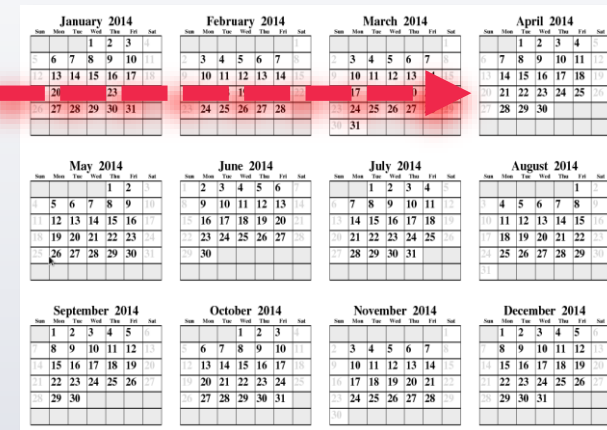 January 2014
Sun Mon Tue Wed Thu Fri Sat
1 2 3 4
5 6 7 8 9 10 11
12 13 14 15 16 17 18
20 23
26 27 28 29 30 31
February 2014
Sun Mon Tue Wed Thu Fri Sat
1
2 3 4 5 6 7 8
9 10 11 12 13 14 15
23 24 25 26 27 28
March 2014
Sun Mon Tue Wed Thu Fri Sat
1
2 3 4 5 6 7 8
9 10 11 12 13 15
17
23 24 25 26 27
30 31
April 2014
Sun Mon Tue Wed Thu Fri Sat
1 2 3 4 5
6 7 8 9 10 11 12
13 14 15 16 17 18 19
20 21 22 23 24 25 26
27 28 29 30
May 2014
Sun Mon Tue Wed Thu Fri Sat
1 2 3
4 5 6 7 8 9 10
11 12 13 14 15 16 17
18 19 20 21 22 23 24
25 26 27 28 29 30 31
June 2014
Sun Mon Tue Wed Thu Fri Sat
1 2 3 4 5 6 7
8 9 10 11 12 13 14
15 16 17 18 19 20 21
22 23 24 25 26 27 28
29 30
July 2014
Sun Mon Tue Wed Thu Fri Sat
1 2 3 4 5
6 7 8 9 10 11 12
13 14 15 16 17 18 19
20 21 22 23 24 25 26
27 28 29 30 31
August 2014
Sun Mon Tue Wed Thu Fri Sat
1 2
3 4 5 6 7 8 9
10 11 12 13 14 15 16
17 18 19 20 21 22 23
24 25 26 27 28 29 30
31
September 2014
Sun Mon Tue Wed Thu Fri Sat
1 2 3 4 5 6
7 8 9 10 11 12 13
14 15 16 17 18 19 20
21 22 23 24 25 26 27
28 29 30
October 2014
Sun Mon Tue Wed Thu Fri Sat
1 2 3 4
5 6 7 8 9 10 11
12 13 14 15 16 17 18
19 20 21 22 23 24 25
26 27 28 29 30 31
November 2014
Sun Mon Tue Wed Thu Fri Sat
1
2 3 4 5 6 7 8
9 10 11 12 13 14 15
16 17 18 19 20 21 22
23 24 25 26 27 28 29
30
December 2014
Sun Mon Tue Wed Thu Fri Sat
1 2 3 4 5 6
7 8 9 10 11 12 13
14 15 16 17 18 19 20
21 22 23 24 25 26 27
28 29 30 31